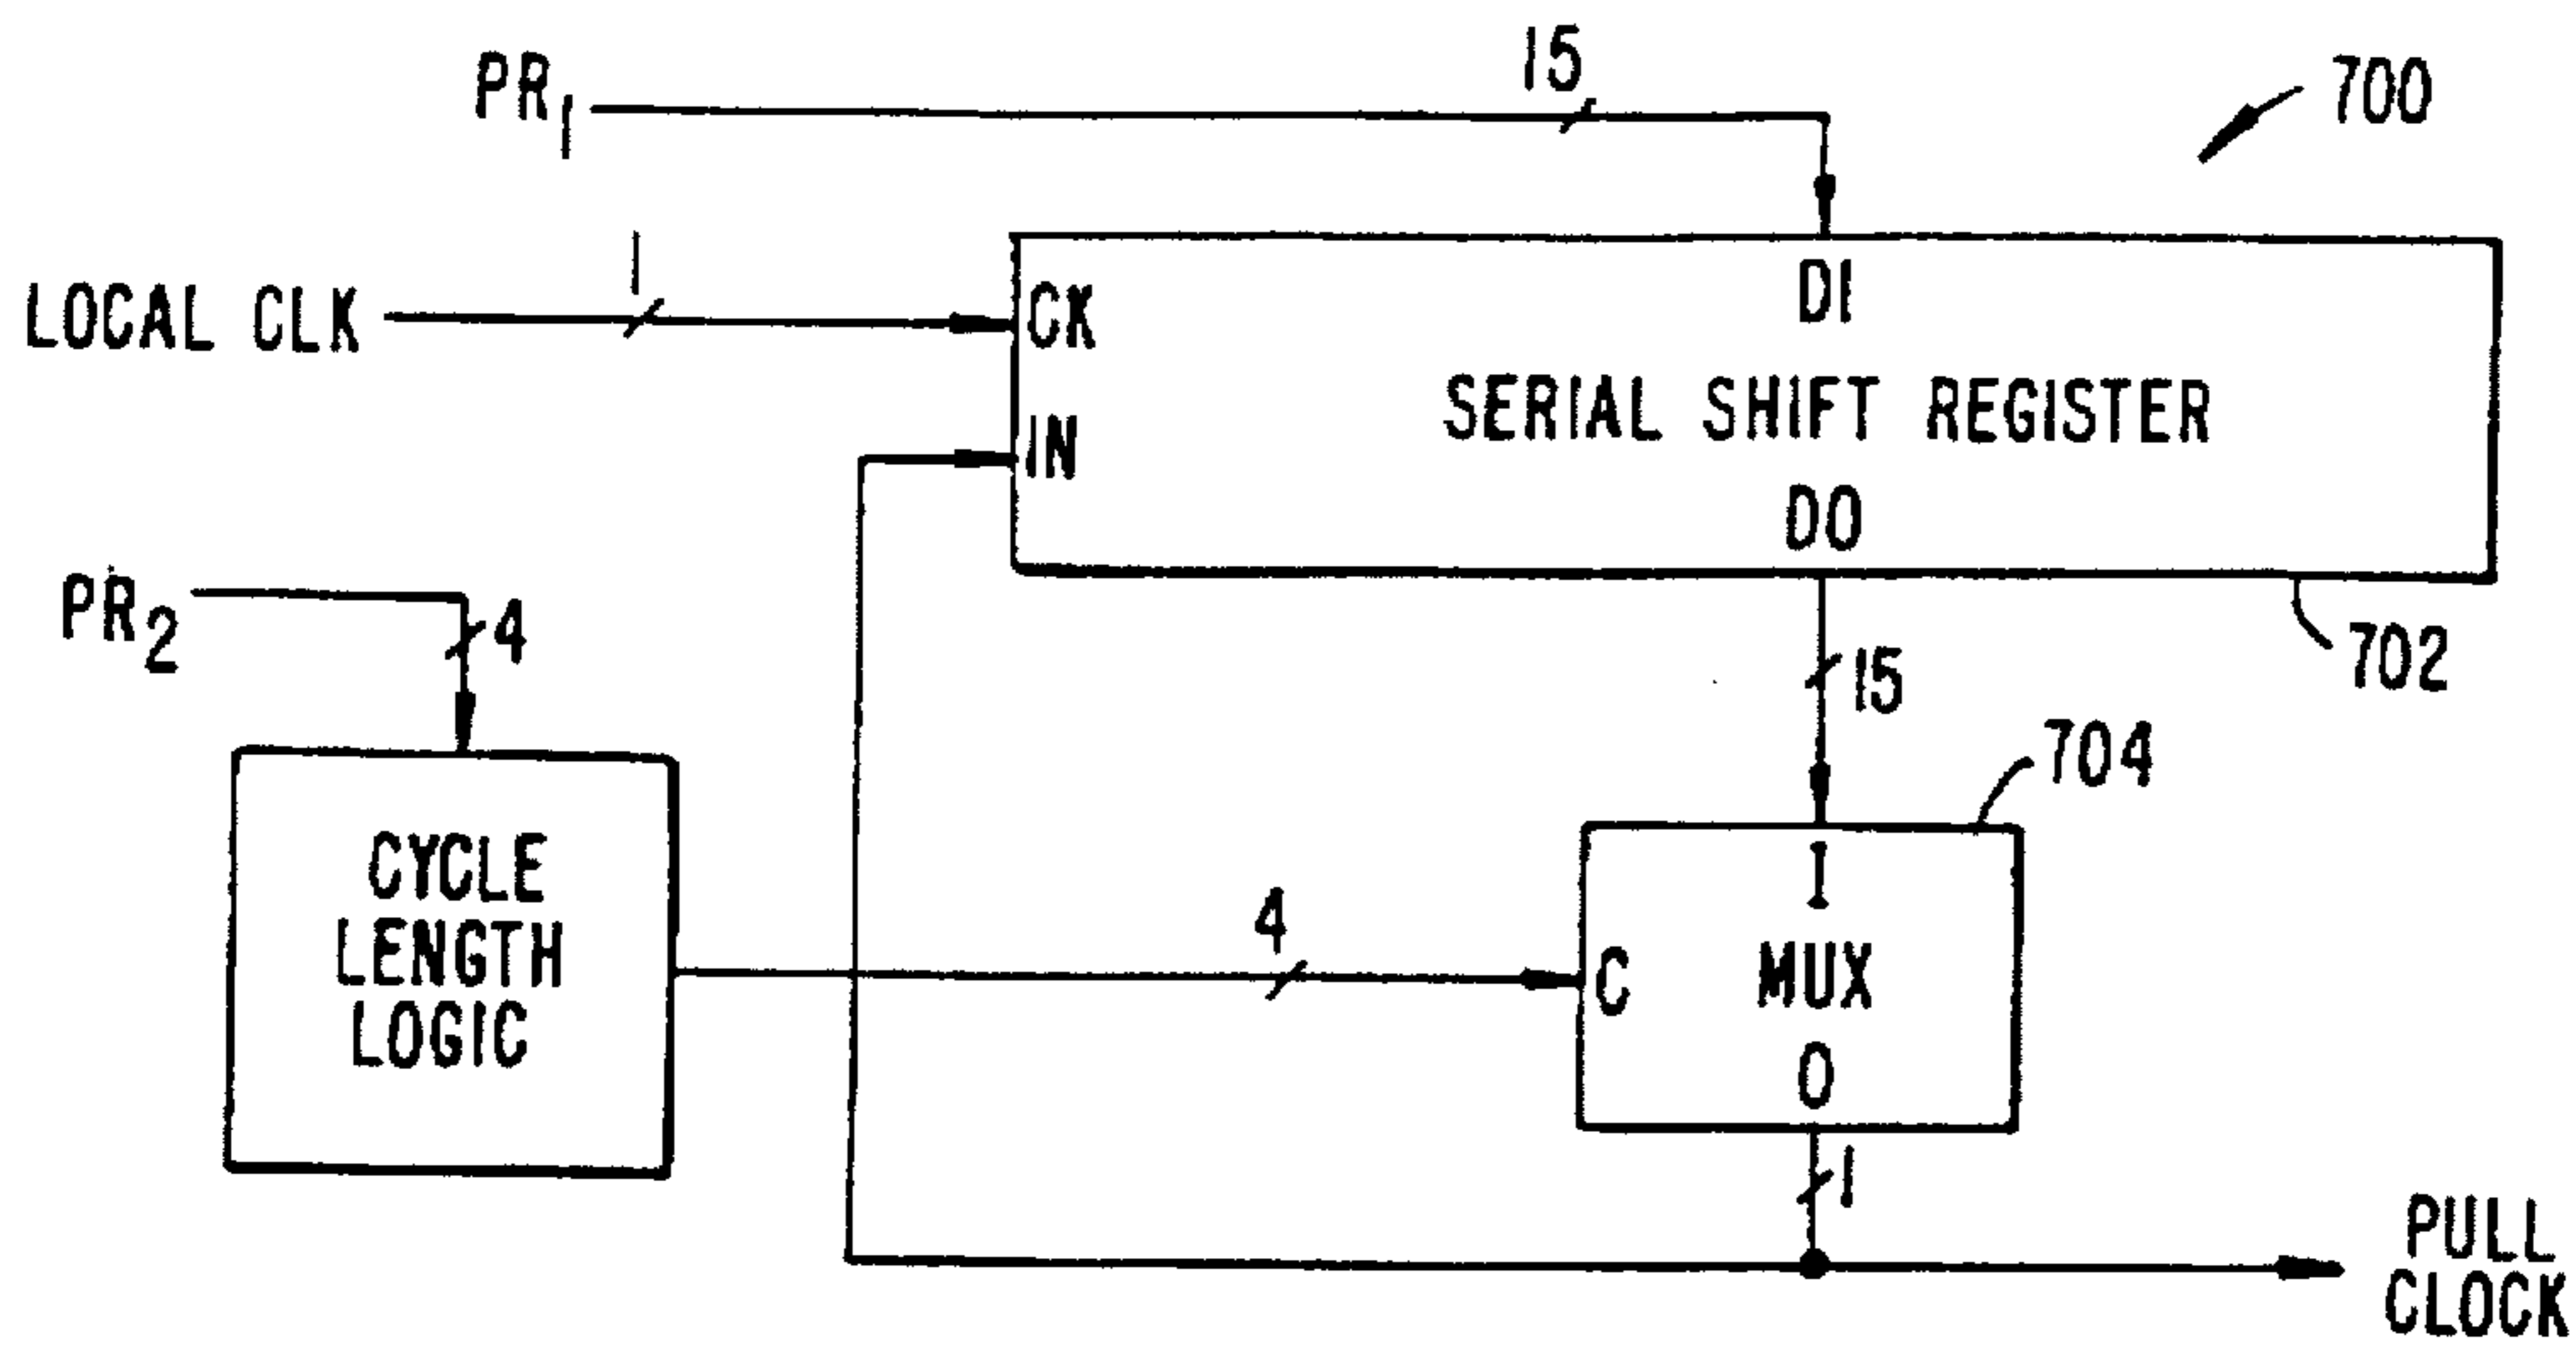 PR1
15
700
LOCAL CLK
1
CK
DI
IN
SERIAL SHIFT REGISTER
DO
PR2
4
15
702
704
CYCLE
LENGTH
LOGIC
4
I
C
MUX
O
1
PULL
CLOCK